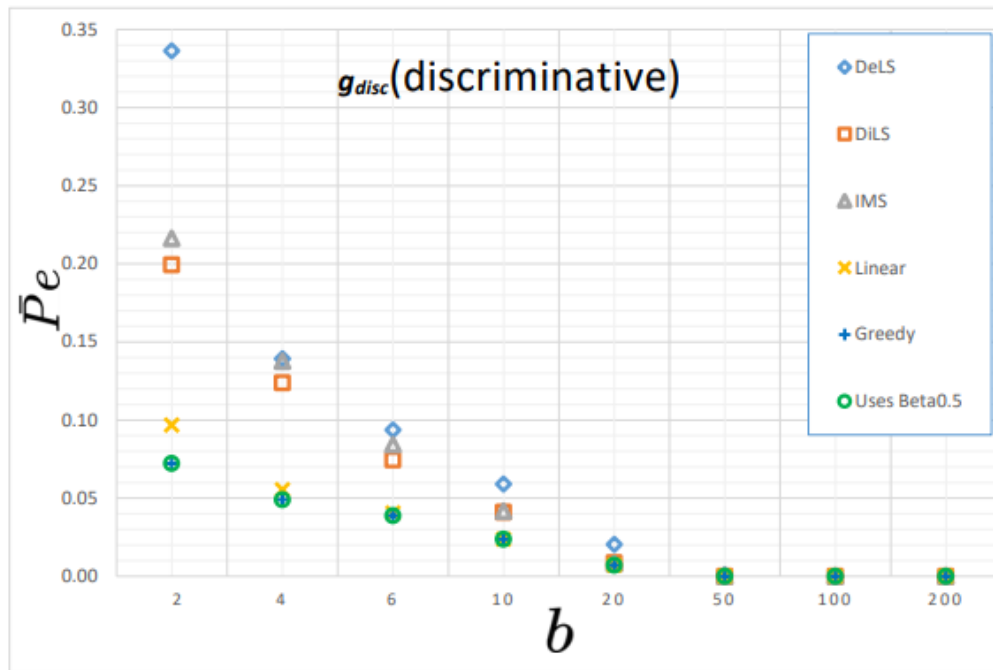 0.35
g_disc(discriminative)
0.30
0.25
0.20
0.15
0.10
0.05
0.00
P̄e
2 4 6 10 20 50 100 200
b
DeLS
DiLS
IMS
Linear
Greedy
Uses Beta0.5